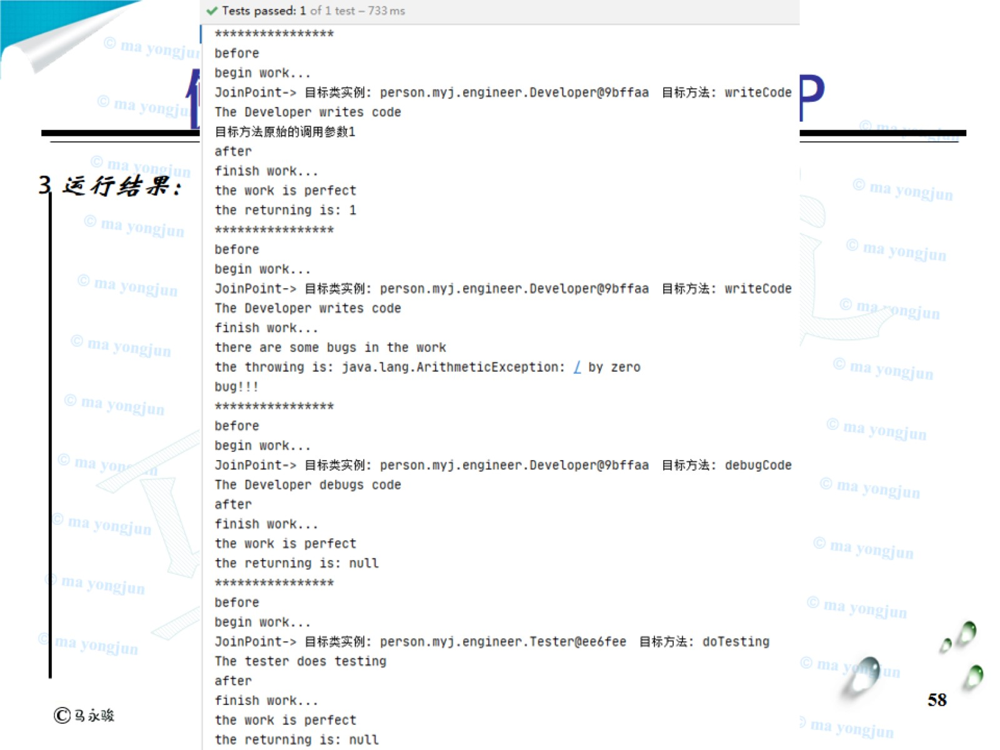 Tests passed: 1 of 1 test – 733 ms
P
3 运行结果：
****************
before
begin work...
JoinPoint-> 目标类实例: person.myj.engineer.Developer@9bffaa 目标方法: writeCode
The Developer writes code
目标方法原始的调用参数1
after
finish work...
the work is perfect
the returning is: 1
****************
before
begin work...
JoinPoint-> 目标类实例: person.myj.engineer.Developer@9bffaa 目标方法: writeCode
The Developer writes code
finish work...
there are some bugs in the work
the throwing is: java.lang.ArithmeticException: / by zero
bug!!!
****************
before
begin work...
JoinPoint-> 目标类实例: person.myj.engineer.Developer@9bffaa 目标方法: debugCode
The Developer debugs code
after
finish work...
the work is perfect
the returning is: null
****************
before
begin work...
JoinPoint-> 目标类实例: person.myj.engineer.Tester@ee6fee 目标方法: doTesting
The tester does testing
after
finish work...
the work is perfect
the returning is: null
©马永骏
58
© ma yongjun